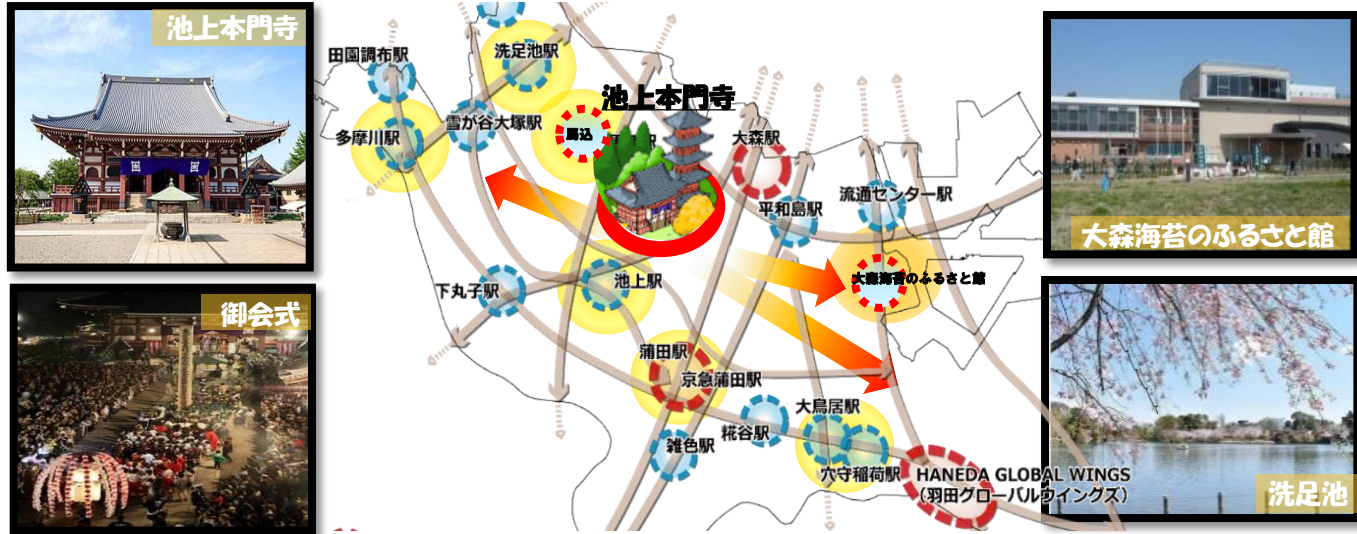 池上本門寺
田園調布駅
洗足池駅
池上本門寺
多摩川駅
雪が谷大塚駅
馬込
駅
大森駅
平和島駅
流通センター駅
大森海苔のふるさと館
御会式
下丸子駅
池上駅
大森海苔のふるさと館
蒲田駅
京急蒲田駅
大鳥居駅
糀谷駅
雑色駅
穴守稲荷駅
HANEDA GLOBAL WINGS
（羽田グローバルウイングズ）
洗足池